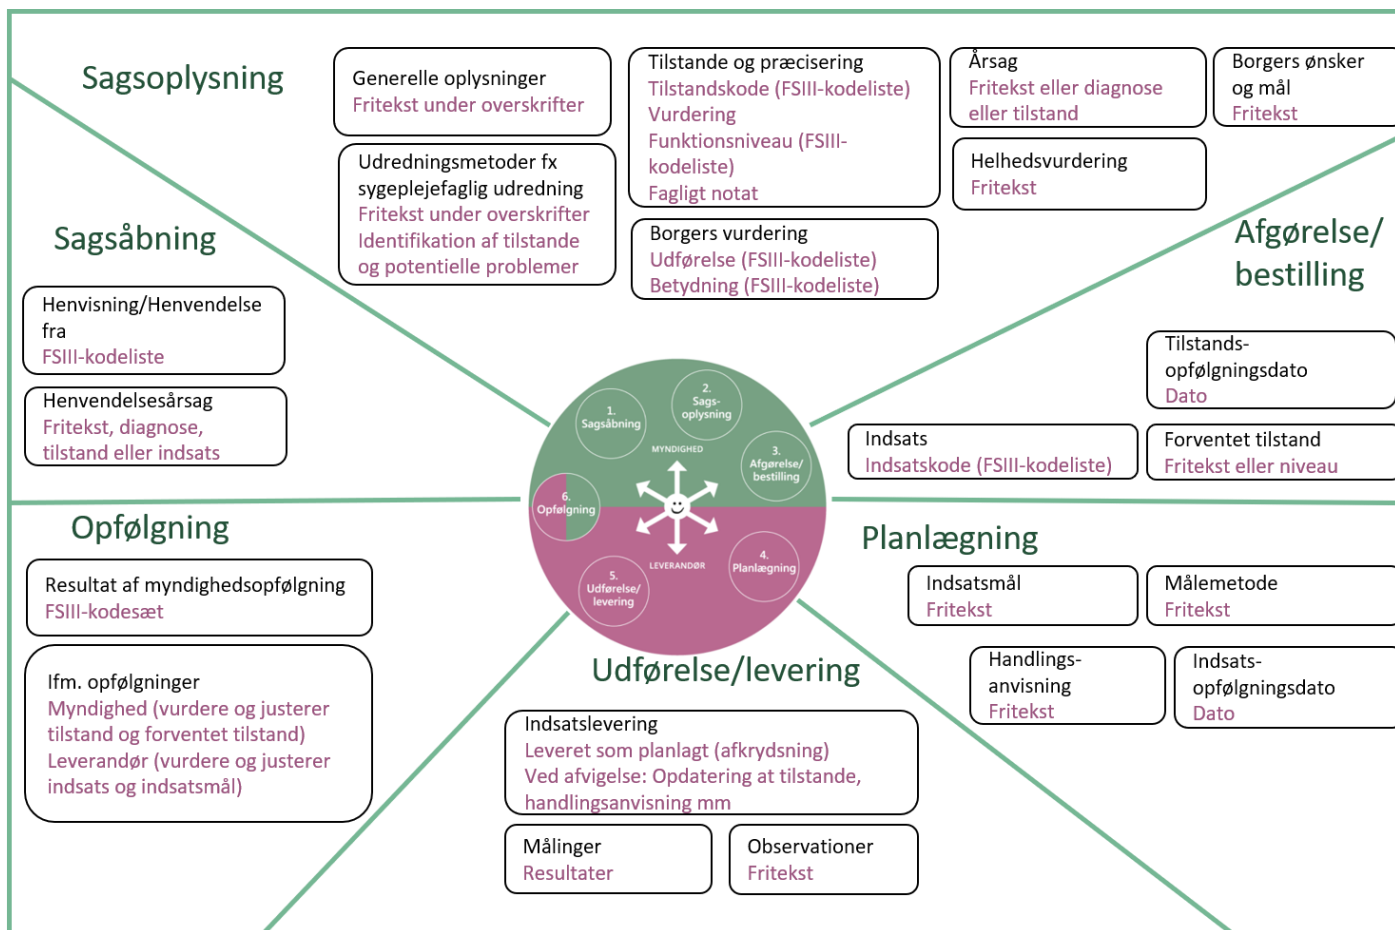 Sagsoplysning
Generelle oplysninger
Fritekst under overskrifter
Udredningsmetoder fx
sygeplejefaglig udredning
Fritekst under overskrifter
Identifikation af tilstande
og potentielle problemer
Tilstande og præcisering
Tilstandskode (FSIII-kodeliste)
Vurdering
Funktionsniveau (FSIII-
kodeliste)
Fagligt notat
Borgers vurdering
Udførelse (FSIII-kodeliste)
Betydning (FSIII-kodeliste)
Årsag
Fritekst eller diagnose
eller tilstand
Helhedsvurdering
Fritekst
Borgers ønsker
og mål
Fritekst
Sagsåbning
Henvisning/Henvendelse
fra
FSIII-kodeliste
Henvendelsesårsag
Fritekst, diagnose,
tilstand eller indsats
Afgørelse/
bestilling
Tilstands-
opfølgningsdato
Dato
Indsats
Indsatskode (FSIII-kodeliste)
Forventet tilstand
Fritekst eller niveau
1.
Sagsåbning
2.
Sags-
oplysning
MYNDIGHED
3.
Afgørelse/
bestilling
6.
Opfølgning
LEVERANDØR
4.
Planlægning
5.
Udførelse/
levering
Opfølgning
Resultat af myndighedsopfølgning
FSIII-kodesæt
Ifm. opfølgninger
Myndighed (vurdere og justerer
tilstand og forventet tilstand)
Leverandør (vurdere og justerer
indsats og indsatsmål)
Planlægning
Indsatsmål
Fritekst
Målemetode
Fritekst
Handlings-
anvisning
Fritekst
Indsats-
opfølgningsdato
Dato
Udførelse/levering
Indsatslevering
Leveret som planlagt (afkrydsning)
Ved afvigelse: Opdatering at tilstande,
handlingsanvisning mm
Målinger
Resultater
Observationer
Fritekst